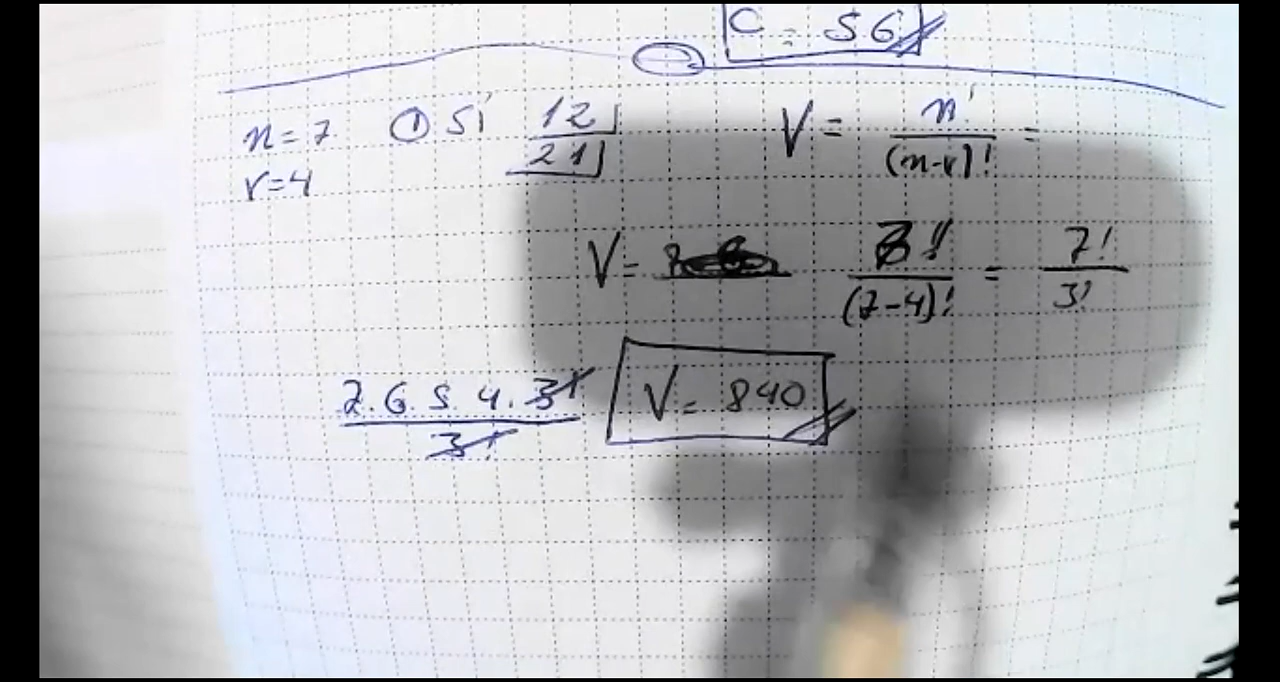 C = 56
n = 7 ① Si 12 V = n! =
r = 4 21 (n-r)!
V = 7! = 7!
(7-4)! 3!
7. 6. 5. 4. 3! V = 840
3!